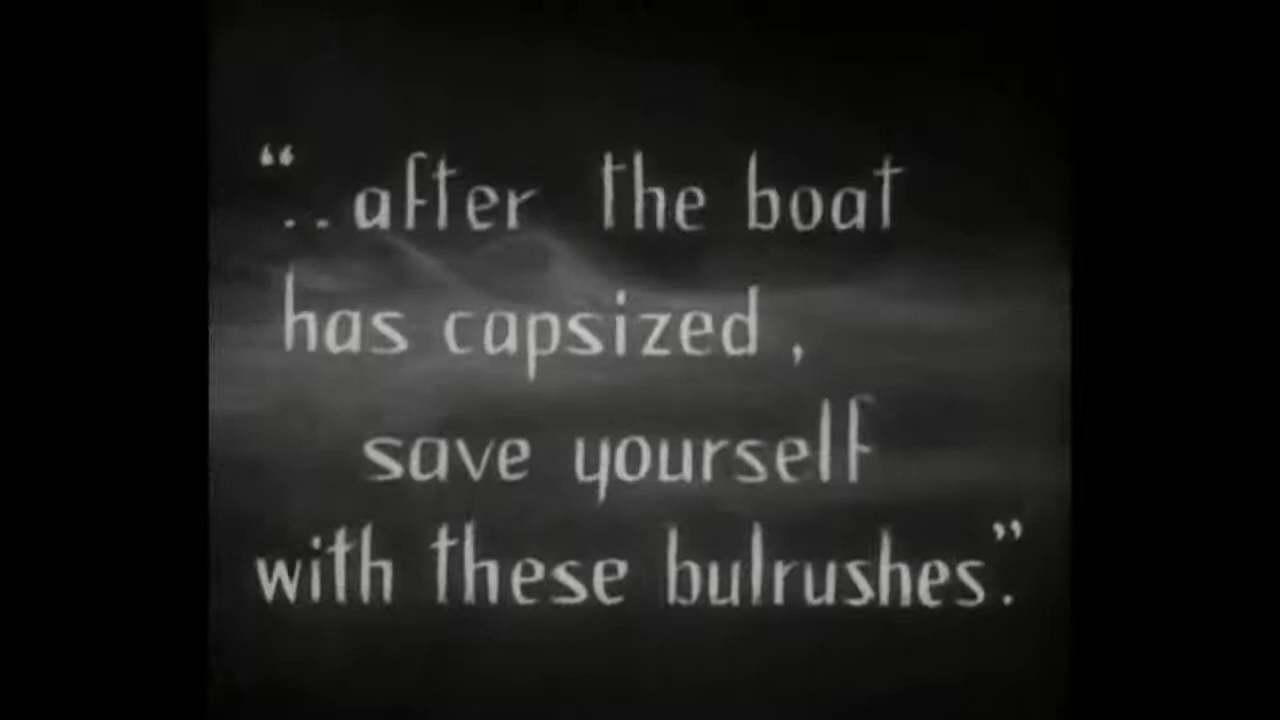 “..after the boat
has capsized,
save yourself
with these bulrushes.”